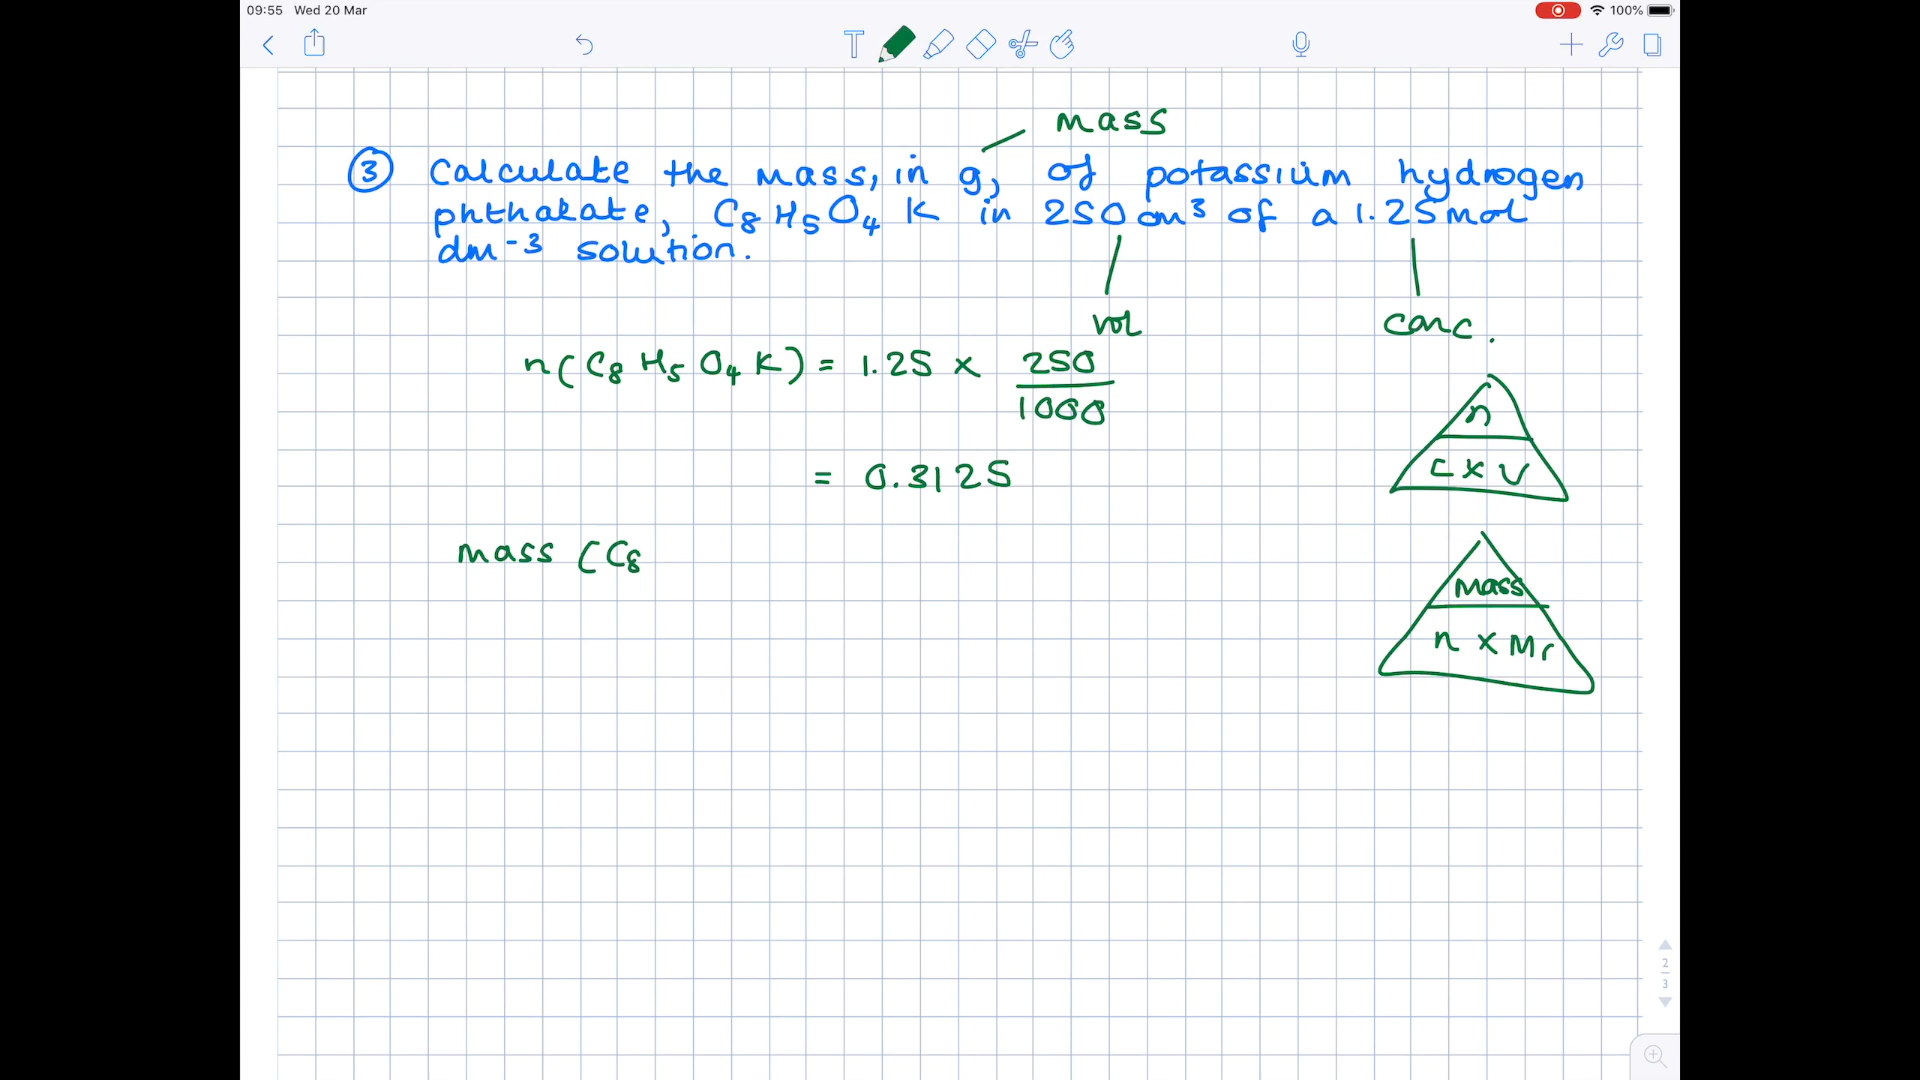 09:55 Wed 20 Mar 100%
mass
③ Calculate the mass, in g, of potassium hydrogen
phthalate, C₈H₅O₄K in 250 cm³ of a 1.25 mol
dm⁻³ solution.
vol
conc.
n(C₈H₅O₄K) = 1.25 × 250
1000
n
C × V
= 0.3125
mass (C₈
Mass
n × Mr
2
3